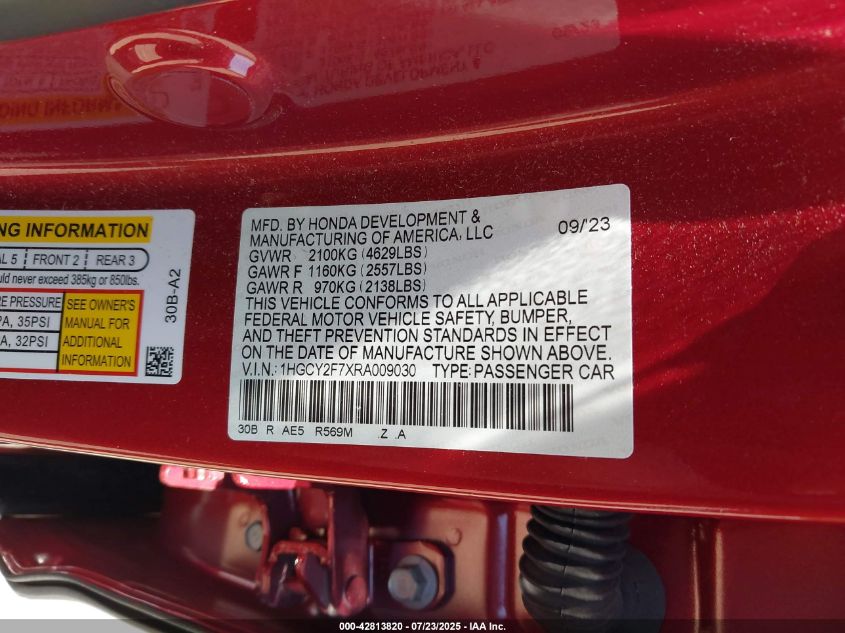 NG INFORMATION
AL 5 FRONT 2 REAR 3
ould never exceed 385kg or 850lbs.
RE PRESSURE
PA, 35PSI
A, 32PSI
SEE OWNER'S
MANUAL FOR
ADDITIONAL
INFORMATION
30B-A2
MFD. BY HONDA DEVELOPMENT &
MANUFACTURING OF AMERICA, LLC 09/23
GVWR 2100KG (4629LBS)
GAWR F 1160KG (2557LBS)
GAWR R 970KG (2138LBS)
THIS VEHICLE CONFORMS TO ALL APPLICABLE
FEDERAL MOTOR VEHICLE SAFETY, BUMPER,
AND THEFT PREVENTION STANDARDS IN EFFECT
ON THE DATE OF MANUFACTURE SHOWN ABOVE.
V.I.N.: 1HGCY2F7XRA009030 TYPE: PASSENGER CAR
30B R AE5 R569M .Z .A
000-42813820 - 07/23/2025 - IAA Inc.